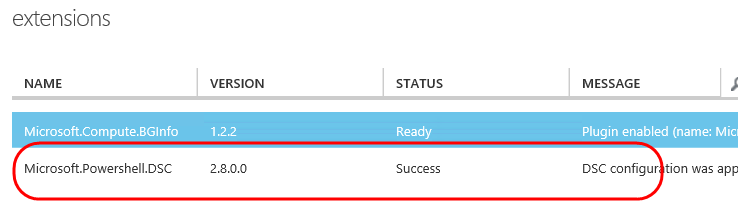 extensions
NAME VERSION STATUS MESSAGE
Microsoft.Compute.BGInfo 1.2.2 Ready Plugin enabled (name: Micr
Microsoft.Powershell.DSC 2.8.0.0 Success DSC configuration was app